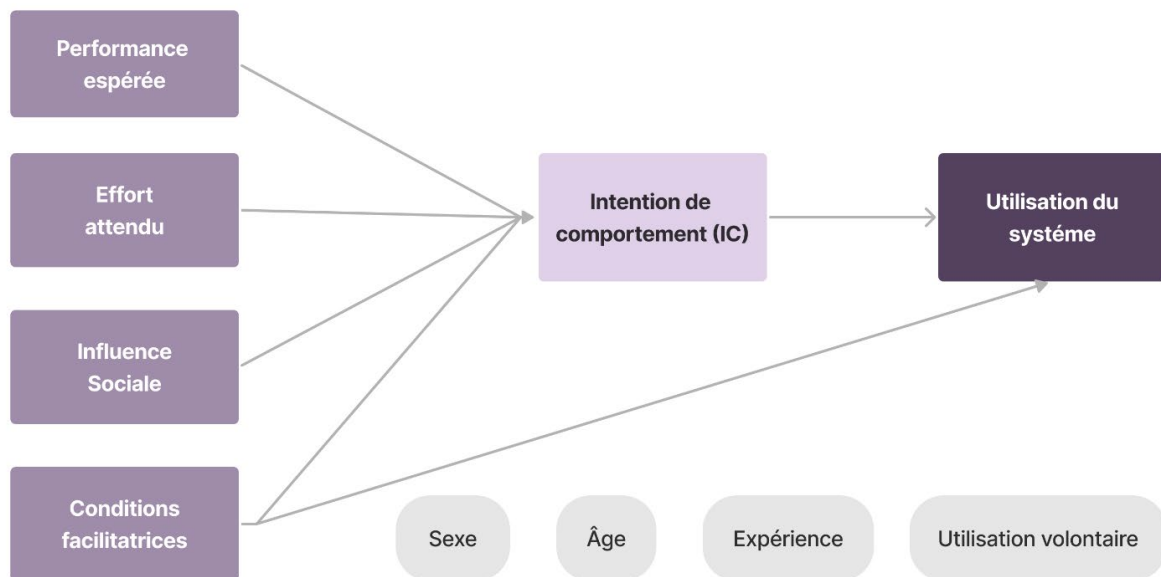 Performance
espérée
Effort
attendu
Influence
Sociale
Conditions
facilitatrices
Intention de
comportement (IC)
Utilisation du
systéme
Sexe
Âge
Expérience
Utilisation volontaire